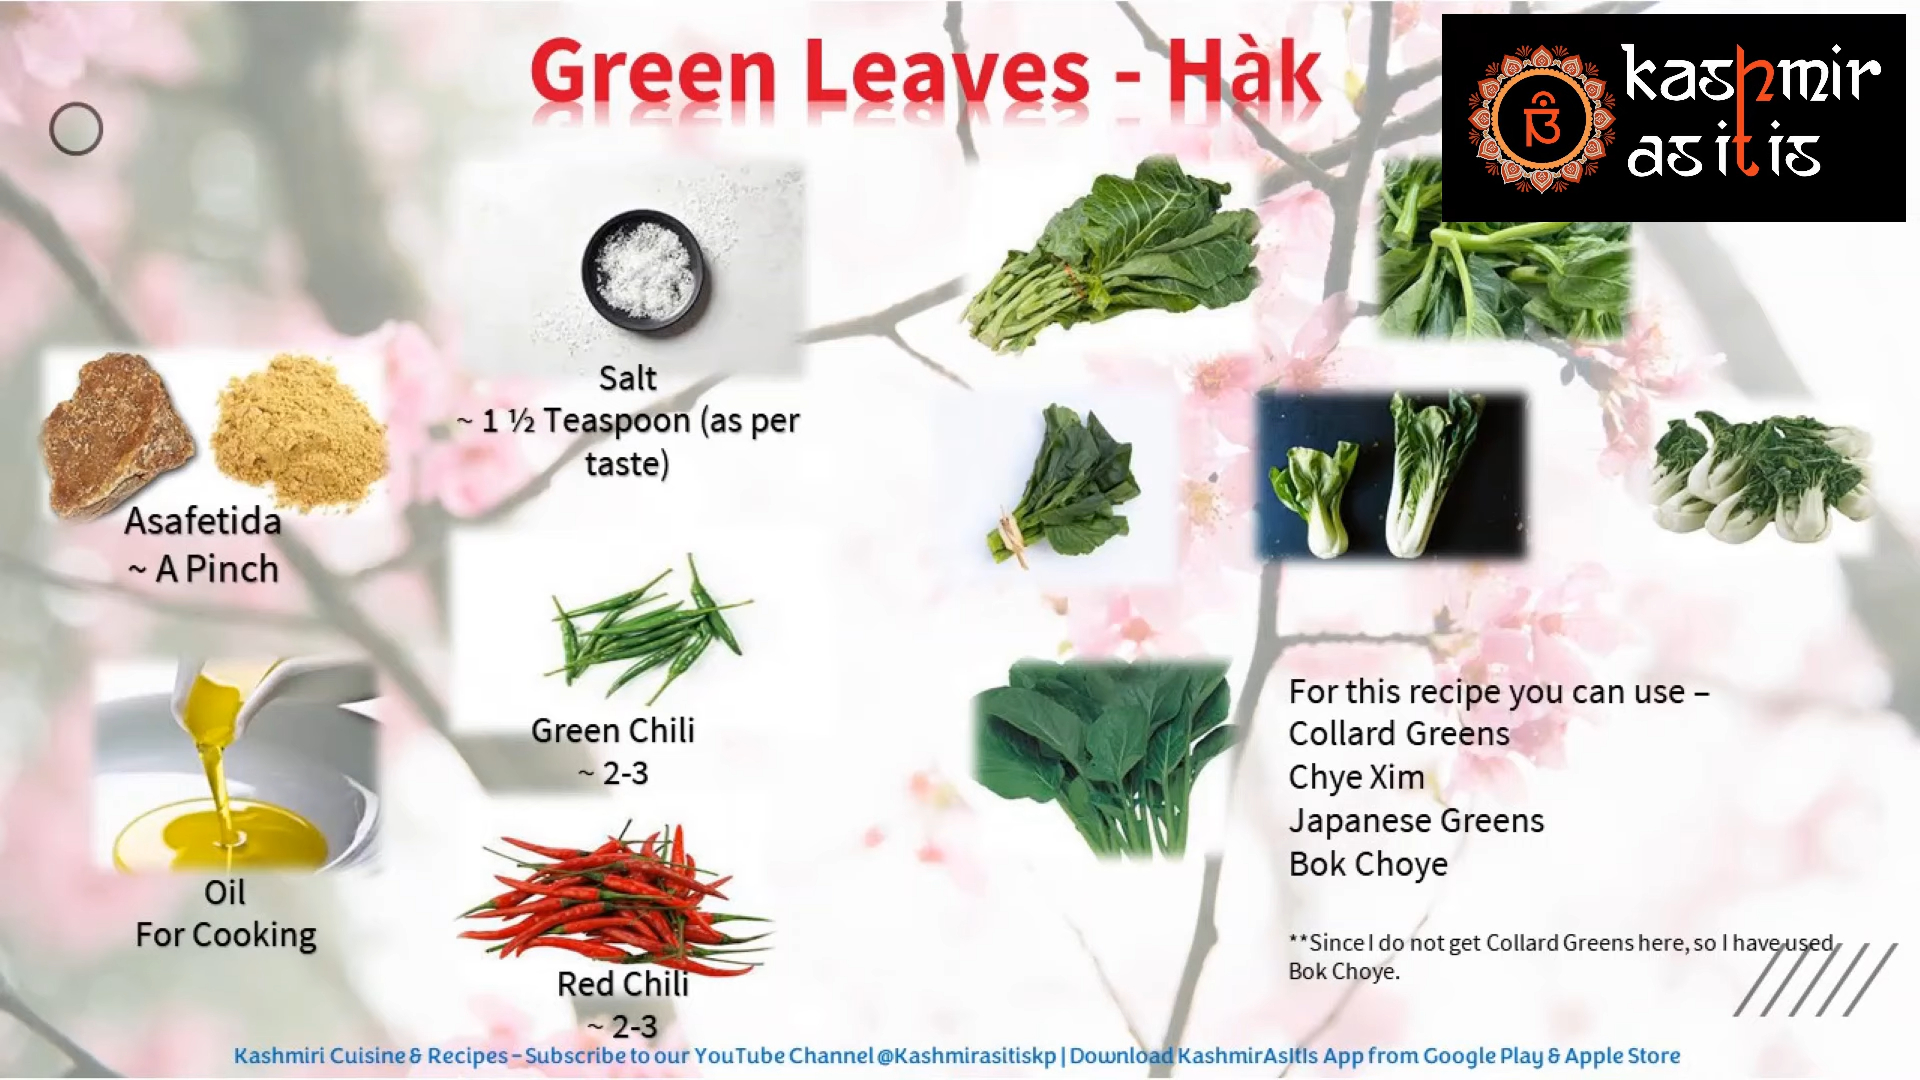 Green Leaves - Hàk
kashmir
as it is
Salt
~ 1 ½ Teaspoon (as per
taste)
Asafetida
~ A Pinch
Green Chili
~ 2-3
Oil
For Cooking
Red Chili
~ 2-3
For this recipe you can use –
Collard Greens
Chye Xim
Japanese Greens
Bok Choye
**Since I do not get Collard Greens here, so I have used
Bok Choye.
Kashmiri Cuisine & Recipes – Subscribe to our YouTube Channel @Kashmirasitiskp | Download KashmirAsItIs App from Google Play & Apple Store